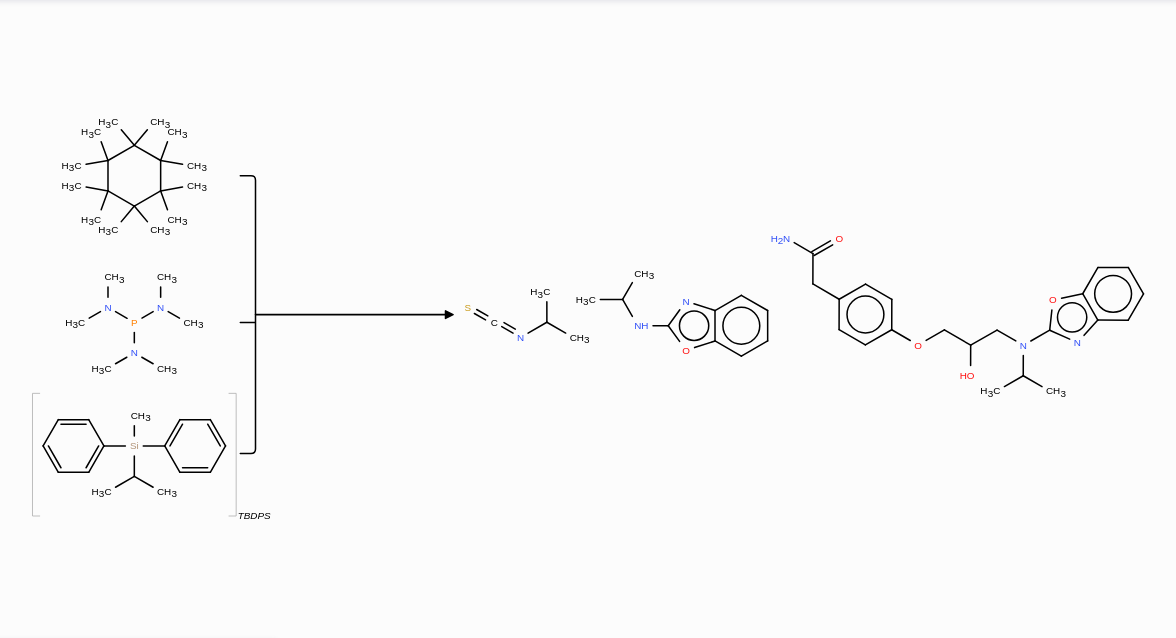 H₃C CH₃
H₃C CH₃
H₃C CH₃
H₃C CH₃
H₃C CH₃
H₃C CH₃
CH₃ CH₃
N N
H₃C P CH₃
N
H₃C CH₃
CH₃
Si
H₃C CH₃
TBDPS
H₃C
S
C
N CH₃
CH₃
H₃C
N
NH
O
H₂N O
O
O N N
HO
H₃C CH₃